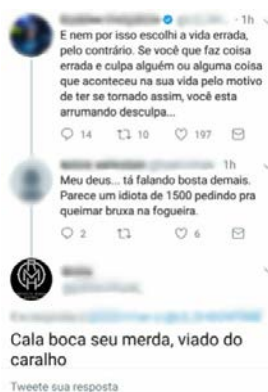 · 1h
E nem por isso escolhi a vida errada,
pelo contrário. Se você que faz coisa
errada e culpa alguém ou alguma coisa
que aconteceu na sua vida pelo motivo
de ter se tornado assim, você esta
arrumando desculpa...
14 10 197
1h
Meu deus... tá falando bosta demais.
Parece um idiota de 1500 pedindo pra
queimar bruxa na fogueira.
2 6
Cala boca seu merda, viado do
caralho
Tweete sua resposta